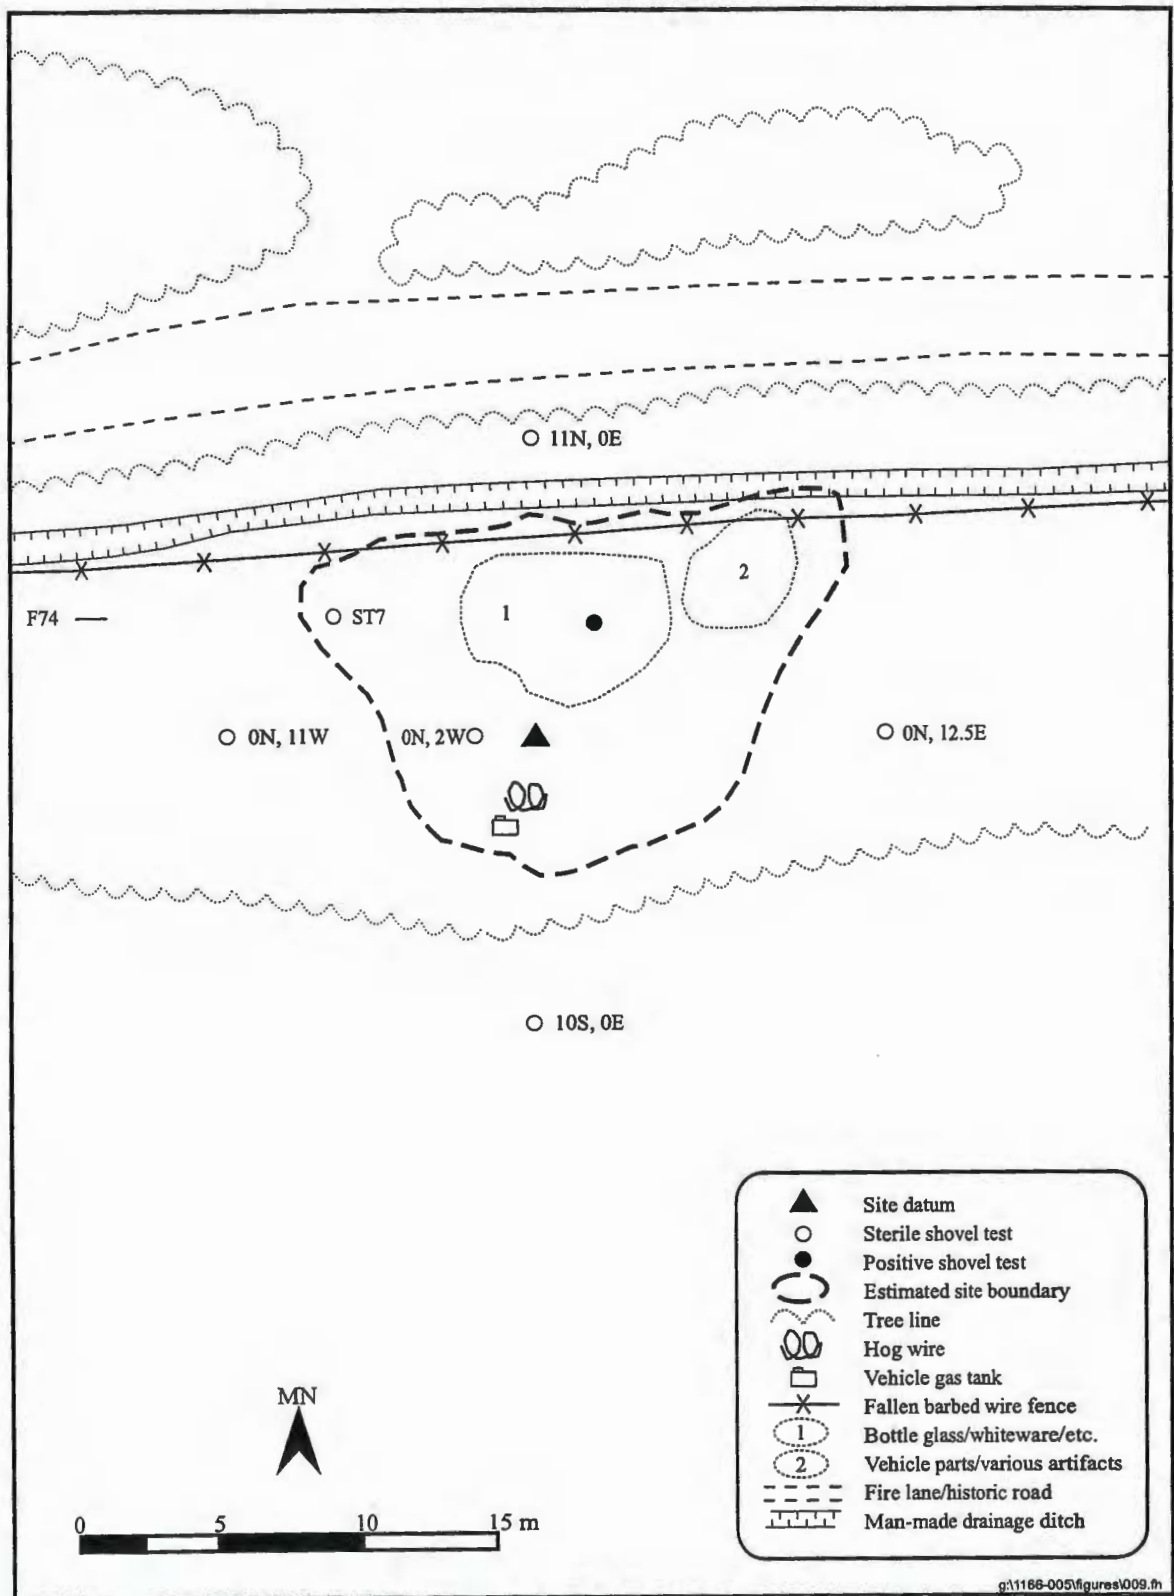 11N, 0E
2
1
F74
ST7
0N, 11W
0N, 2W
0N, 12.5E
10S, 0E
Site datum
Sterile shovel test
Positive shovel test
Estimated site boundary
Tree line
Hog wire
Vehicle gas tank
Fallen barbed wire fence
1 Bottle glass/whiteware/etc.
2 Vehicle parts/various artifacts
Fire lane/historic road
Man-made drainage ditch
MN
0 5 10 15 m
g:\1166-005\figures\009.fh